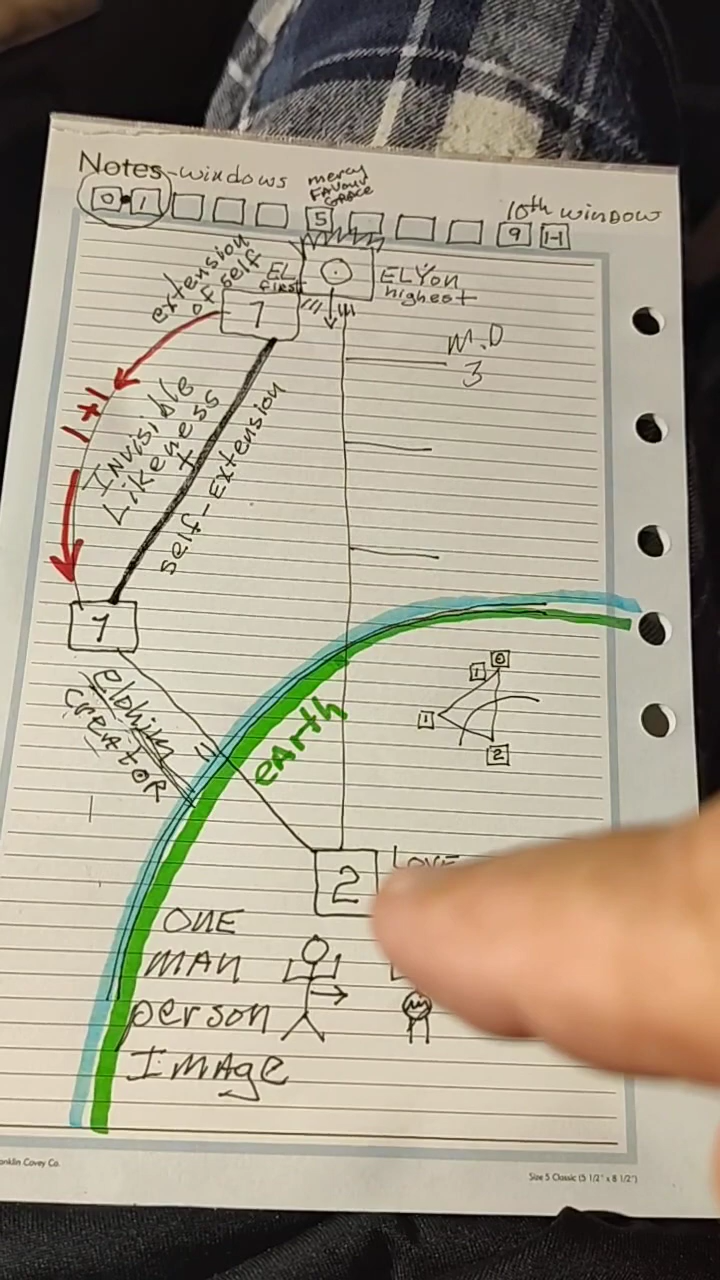 Notes-windows
mercy
FAVOUR
GRACE
10th window
0 1 5 9 1-1
extension
of self
EL
first
ELYon
highest
1
M.D
3
1+1
INvisible
Likeness
+
self-Extension
1
elohim
CREATOR
EARTH
0
1
1
2
2
LOVE
ONE
MAN
person
IMAge
Size 5 Classic (5 1/2" x 8 1/2")